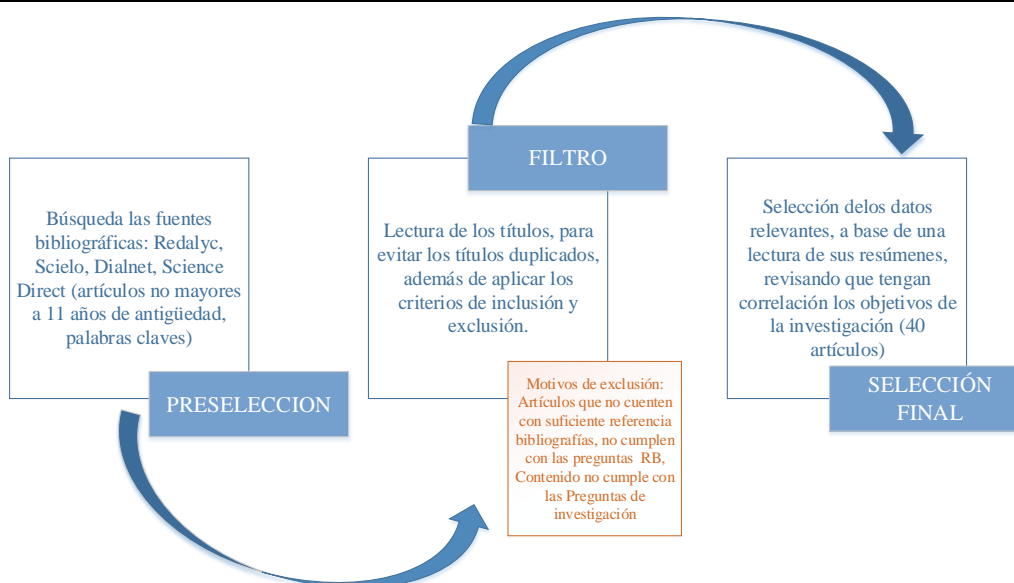 Búsqueda las fuentes
bibliográficas: Redalyc,
Scielo, Dialnet, Science
Direct (artículos no mayores
a 11 años de antigüedad,
palabras claves)
PRESELECCION
FILTRO
Lectura de los títulos, para
evitar los títulos duplicados,
además de aplicar los
criterios de inclusión y
exclusión.
Motivos de exclusión:
Artículos que no cuenten
con suficiente referencia
bibliografías, no cumplen
con las preguntas RB,
Contenido no cumple con
las Preguntas de
investigación
Selección delos datos
relevantes, a base de una
lectura de sus resúmenes,
revisando que tengan
correlación los objetivos de
la investigación (40
artículos)
SELECCIÓN
FINAL